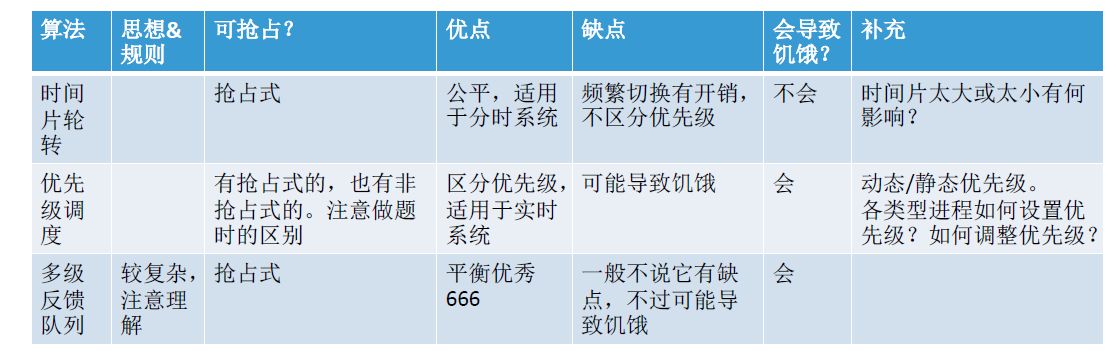 算法
思想&
规则
可抢占？
优点
缺点
会导致
饥饿？
补充
时间
片轮
转
抢占式
公平，适用
于分时系统
频繁切换有开销，
不区分优先级
不会
时间片太大或太小有何
影响？
优先
级调
度
有抢占式的，也有非
抢占式的。注意做题
时的区别
区分优先级，
适用于实时
系统
可能导致饥饿
会
动态/静态优先级。
各类型进程如何设置优
先级？如何调整优先级？
多级
反馈
队列
较复杂，
注意理
解
抢占式
平衡优秀
666
一般不说它有缺
点，不过可能导
致饥饿
会